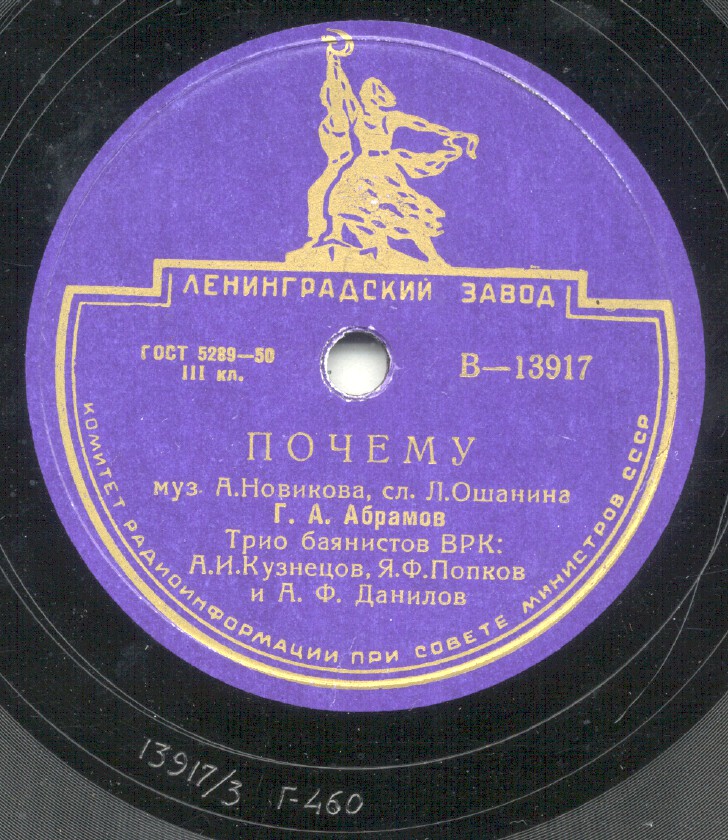 ЛЕНИНГРАДСКИЙ ЗАВОД
ГОСТ 5289—50
III кл.
В—13917
ПОЧЕМУ
муз. А.Новикова, сл. Л.Ошанина
Г. А. Абрамов
Трио баянистов ВРК:
А.И.Кузнецов, Я.Ф.Попков
и А. Ф. Данилов
КОМИТЕТ РАДИОИНФОРМАЦИИ ПРИ СОВЕТЕ МИНИСТРОВ СССР
13917/3 Г-460